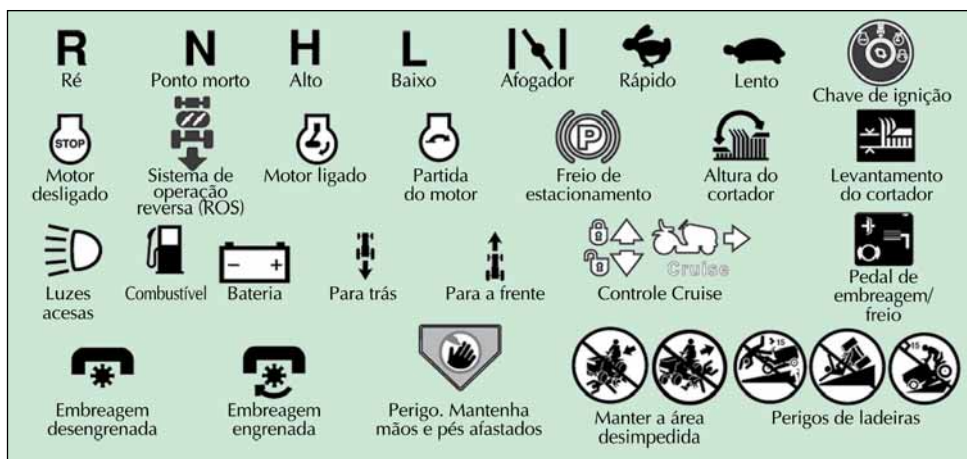 R N H L
Ré Ponto morto Alto Baixo Afogador Rápido Lento
Chave de ignição
STOP P
Motor desligado
Sistema de operação reversa (ROS)
Motor ligado
Partida do motor
Freio de estacionamento
Altura do cortador
Levantamento do cortador
Cruise
Luzes acesas
Combustível
Bateria
Para trás
Para a frente
Controle Cruise
Pedal de embreagem/ freio
15 15
Embreagem desengrenada
Embreagem engrenada
Perigo. Mantenha mãos e pés afastados
Manter a área desimpedida
Perigos de ladeiras